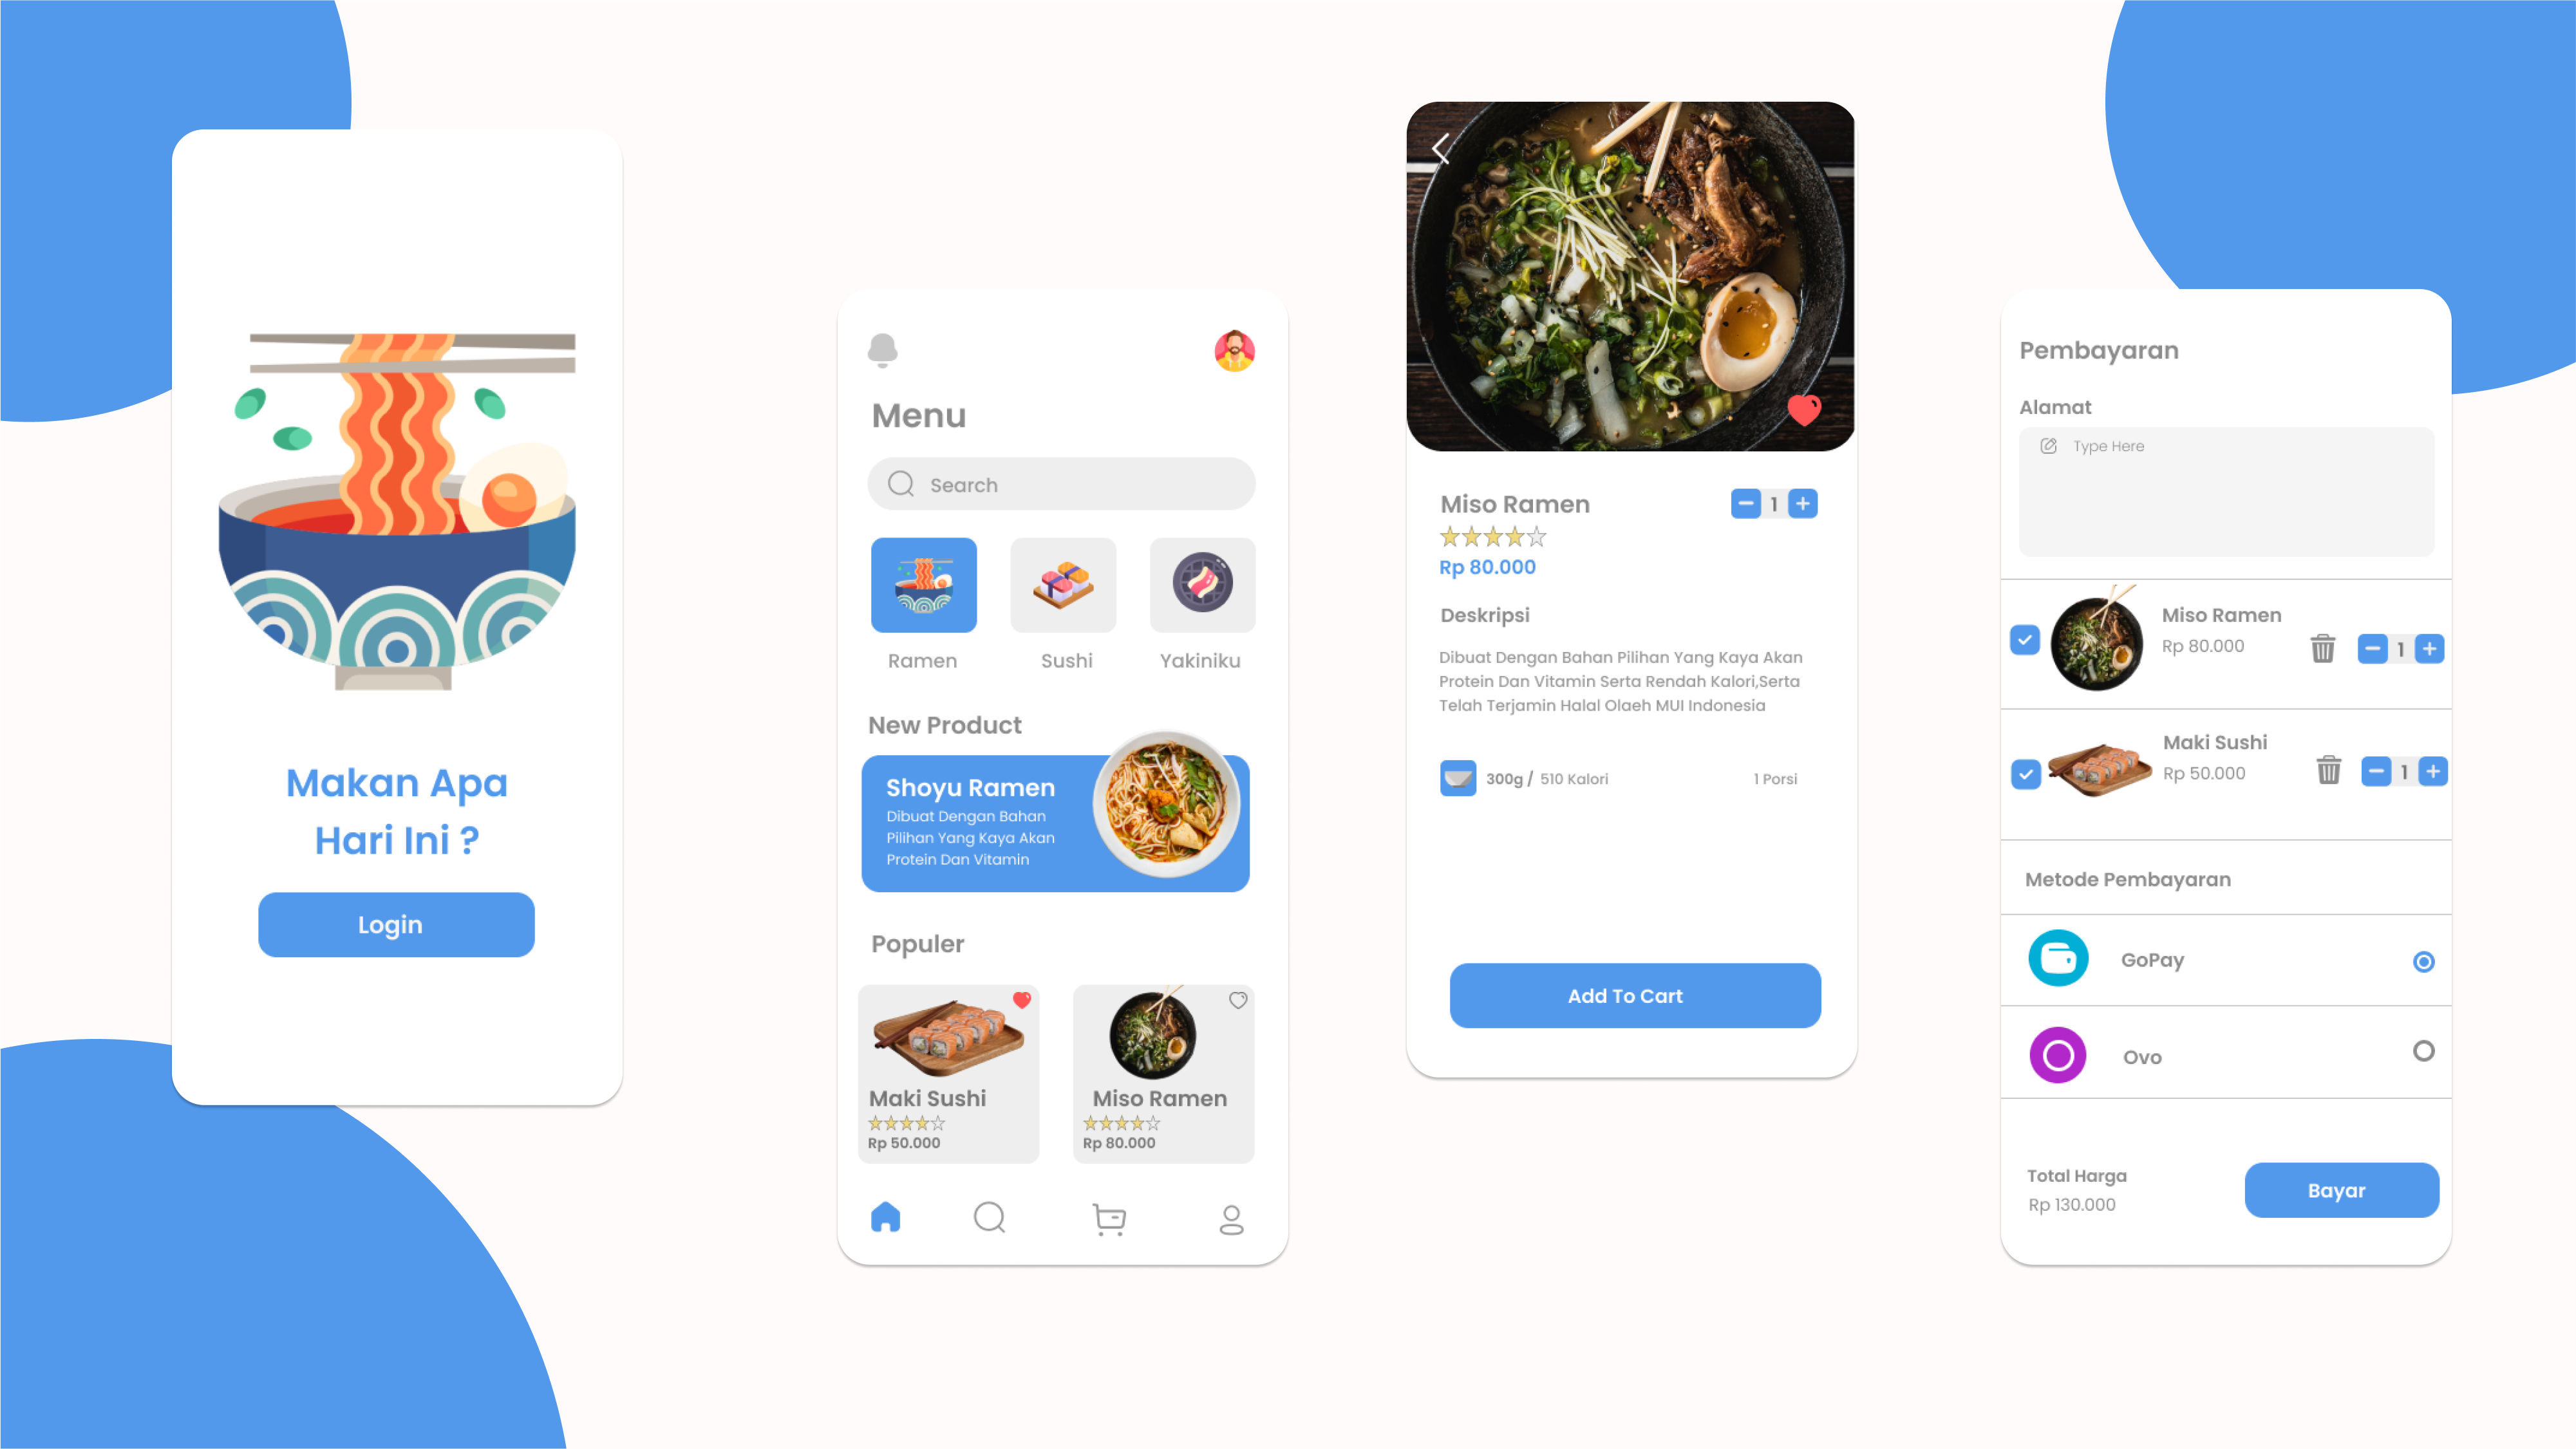 Makan Apa
Hari Ini ?
Login
Menu
Search
Ramen
Sushi
Yakiniku
New Product
Shoyu Ramen
Dibuat Dengan Bahan
Pilihan Yang Kaya Akan
Protein Dan Vitamin
Populer
Maki Sushi
Rp 50.000
Miso Ramen
Rp 80.000
Miso Ramen
1
Rp 80.000
Deskripsi
Dibuat Dengan Bahan Pilihan Yang Kaya Akan
Protein Dan Vitamin Serta Rendah Kalori,Serta
Telah Terjamin Halal Olaeh MUI Indonesia
300g / 510 Kalori
1 Porsi
Add To Cart
Pembayaran
Alamat
Type Here
Miso Ramen
Rp 80.000
1
Maki Sushi
Rp 50.000
1
Metode Pembayaran
GoPay
Ovo
Total Harga
Rp 130.000
Bayar